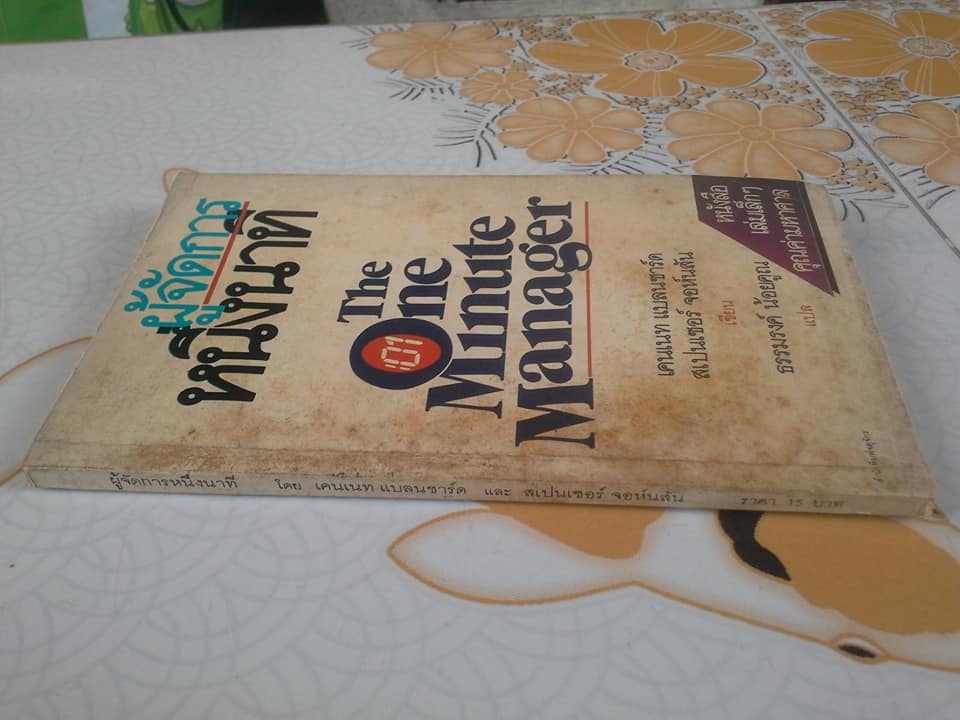 ผู้จัดการ
หนึ่งนาที
The
One
:01
Minute
Manager
เคนเนท แบลนชาร์ด
สเปนเซอร์ จอห์นสัน
เขียน
ธรรมรงค์ น้อยคูณ
แปล
หนังสือ
เล่มเล็กๆ
คุณค่ามหาศาล
ผู้จัดการหนึ่งนาที โดย เคนเนท แบลนชาร์ด และ สเปนเซอร์ จอห์นสัน ราคา 15 บาท